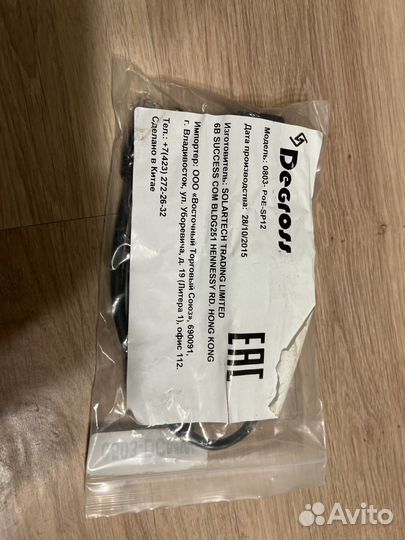 Degross
Модель: 0803- PoE-SP12
Дата производства: 28/10/2015
Изготовитель: SOLARTECH TRADING LIMITED
6B SUCCESS COM BLDG251 HENNESSY RD. HONG KONG
Импортер: ООО «Восточный Торговый Союз», 690091,
г. Владивосток, ул. Уборевича, д. 19 (Литера 1), офис 112.
Тел.: +7(423) 272-26-32
Сделано в Китае
EAC
Avito